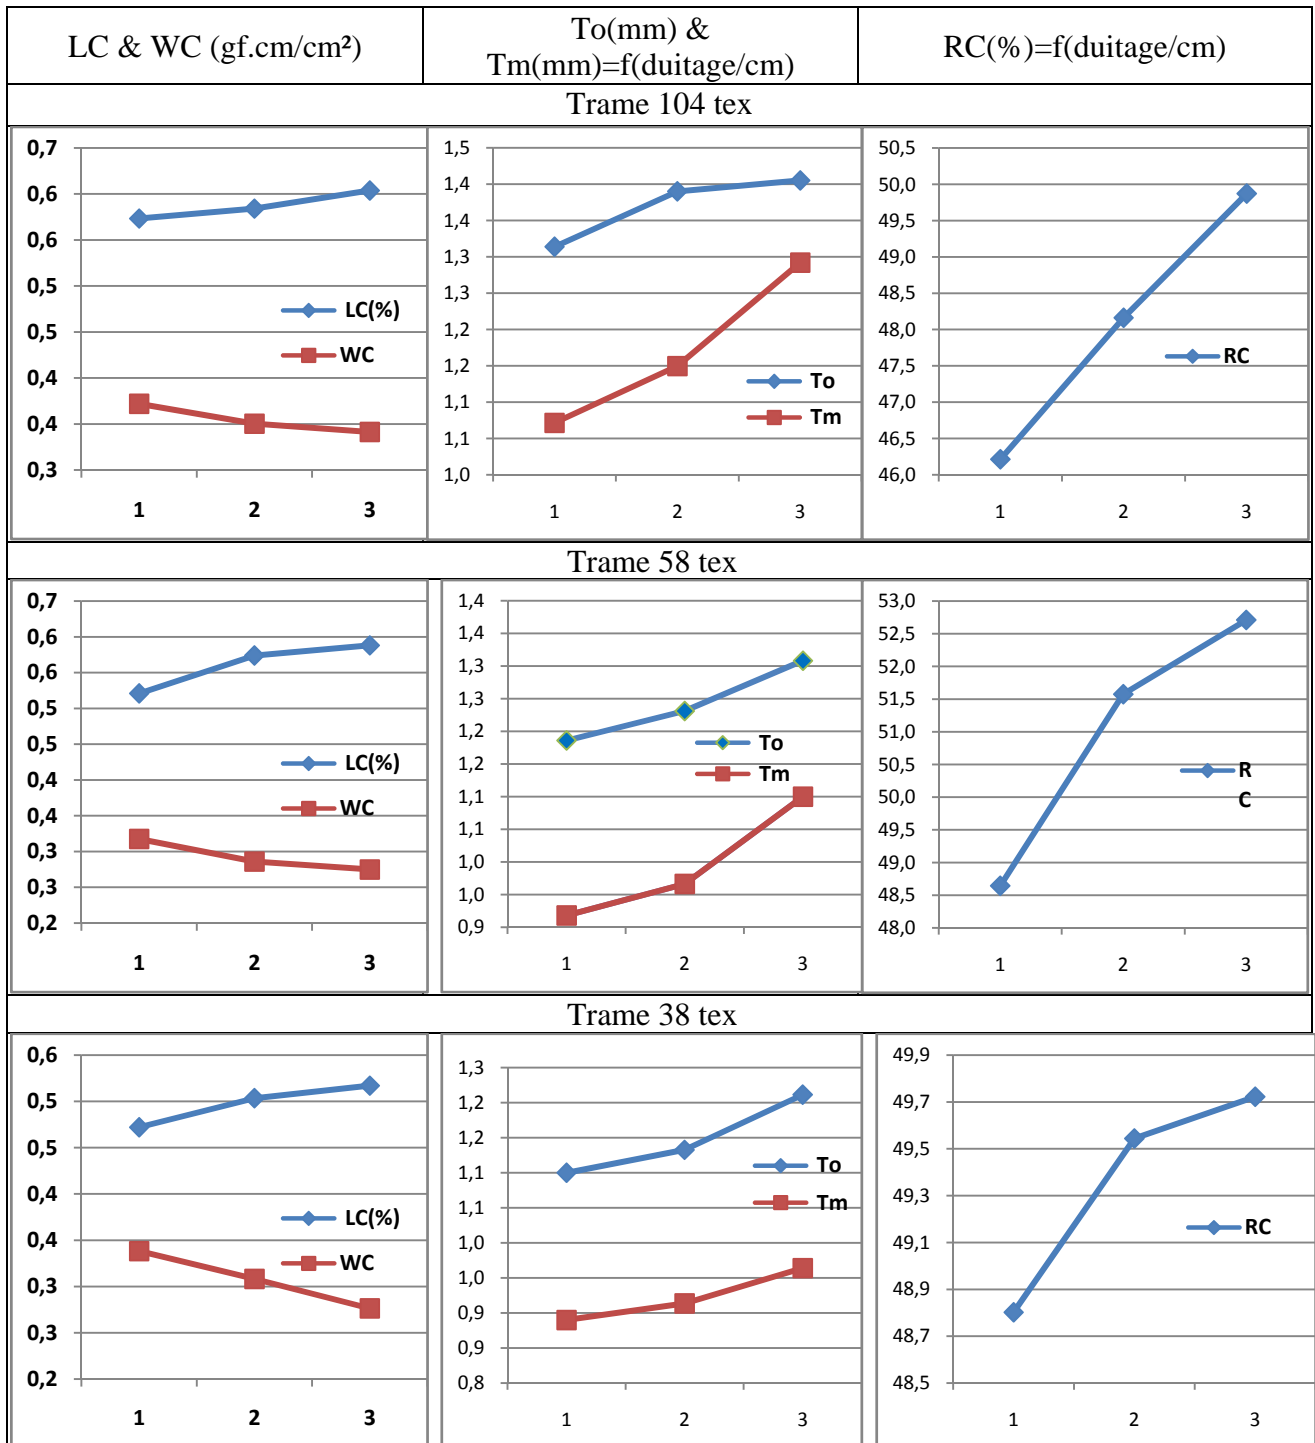 LC & WC (gf.cm/cm²)
To(mm) &
Tm(mm)=f(duitage/cm)
RC(%)=f(duitage/cm)
Trame 104 tex
0,7
0,6
0,6
0,5
0,5
0,4
0,4
0,3
LC(%)
WC
1 2 3
1,5
1,4
1,4
1,3
1,3
1,2
1,2
1,1
1,1
1,0
To
Tm
1 2 3
50,5
50,0
49,5
49,0
48,5
48,0
47,5
47,0
46,5
46,0
RC
1 2 3
Trame 58 tex
0,7
0,6
0,6
0,5
0,5
0,4
0,4
0,3
0,3
0,2
LC(%)
WC
1 2 3
1,4
1,4
1,3
1,3
1,2
1,2
1,1
1,1
1,0
1,0
0,9
To
Tm
1 2 3
53,0
52,5
52,0
51,5
51,0
50,5
50,0
49,5
49,0
48,5
48,0
R
C
1 2 3
Trame 38 tex
0,6
0,5
0,5
0,4
0,4
0,3
0,3
0,2
LC(%)
WC
1 2 3
1,3
1,2
1,2
1,1
1,1
1,0
1,0
0,9
0,9
0,8
To
Tm
1 2 3
49,9
49,7
49,5
49,3
49,1
48,9
48,7
48,5
RC
1 2 3